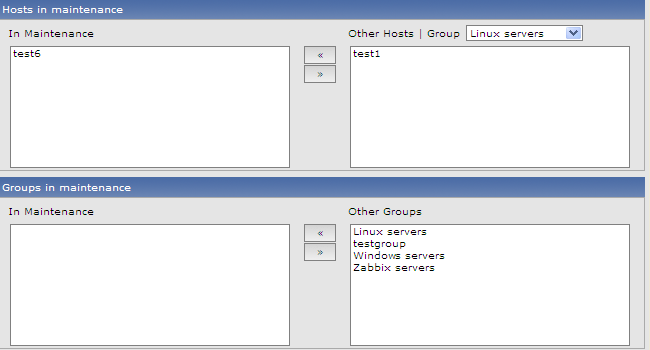 Hosts in maintenance
In Maintenance
Other Hosts | Group Linux servers
test6
«
»
test1
Groups in maintenance
In Maintenance
Other Groups
«
»
Linux servers
testgroup
Windows servers
Zabbix servers